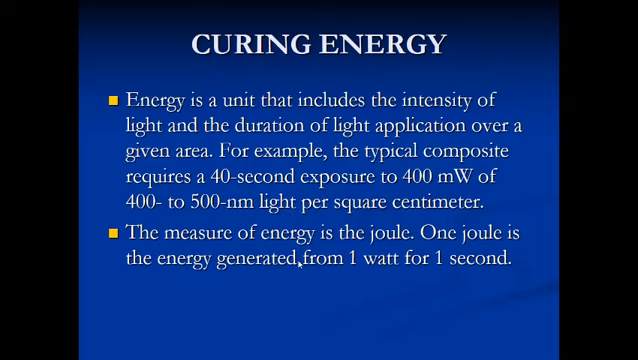 CURING ENERGY
Energy is a unit that includes the intensity of
light and the duration of light application over a
given area. For example, the typical composite
requires a 40-second exposure to 400 mW of
400- to 500-nm light per square centimeter.
The measure of energy is the joule. One joule is
the energy generated from 1 watt for 1 second.